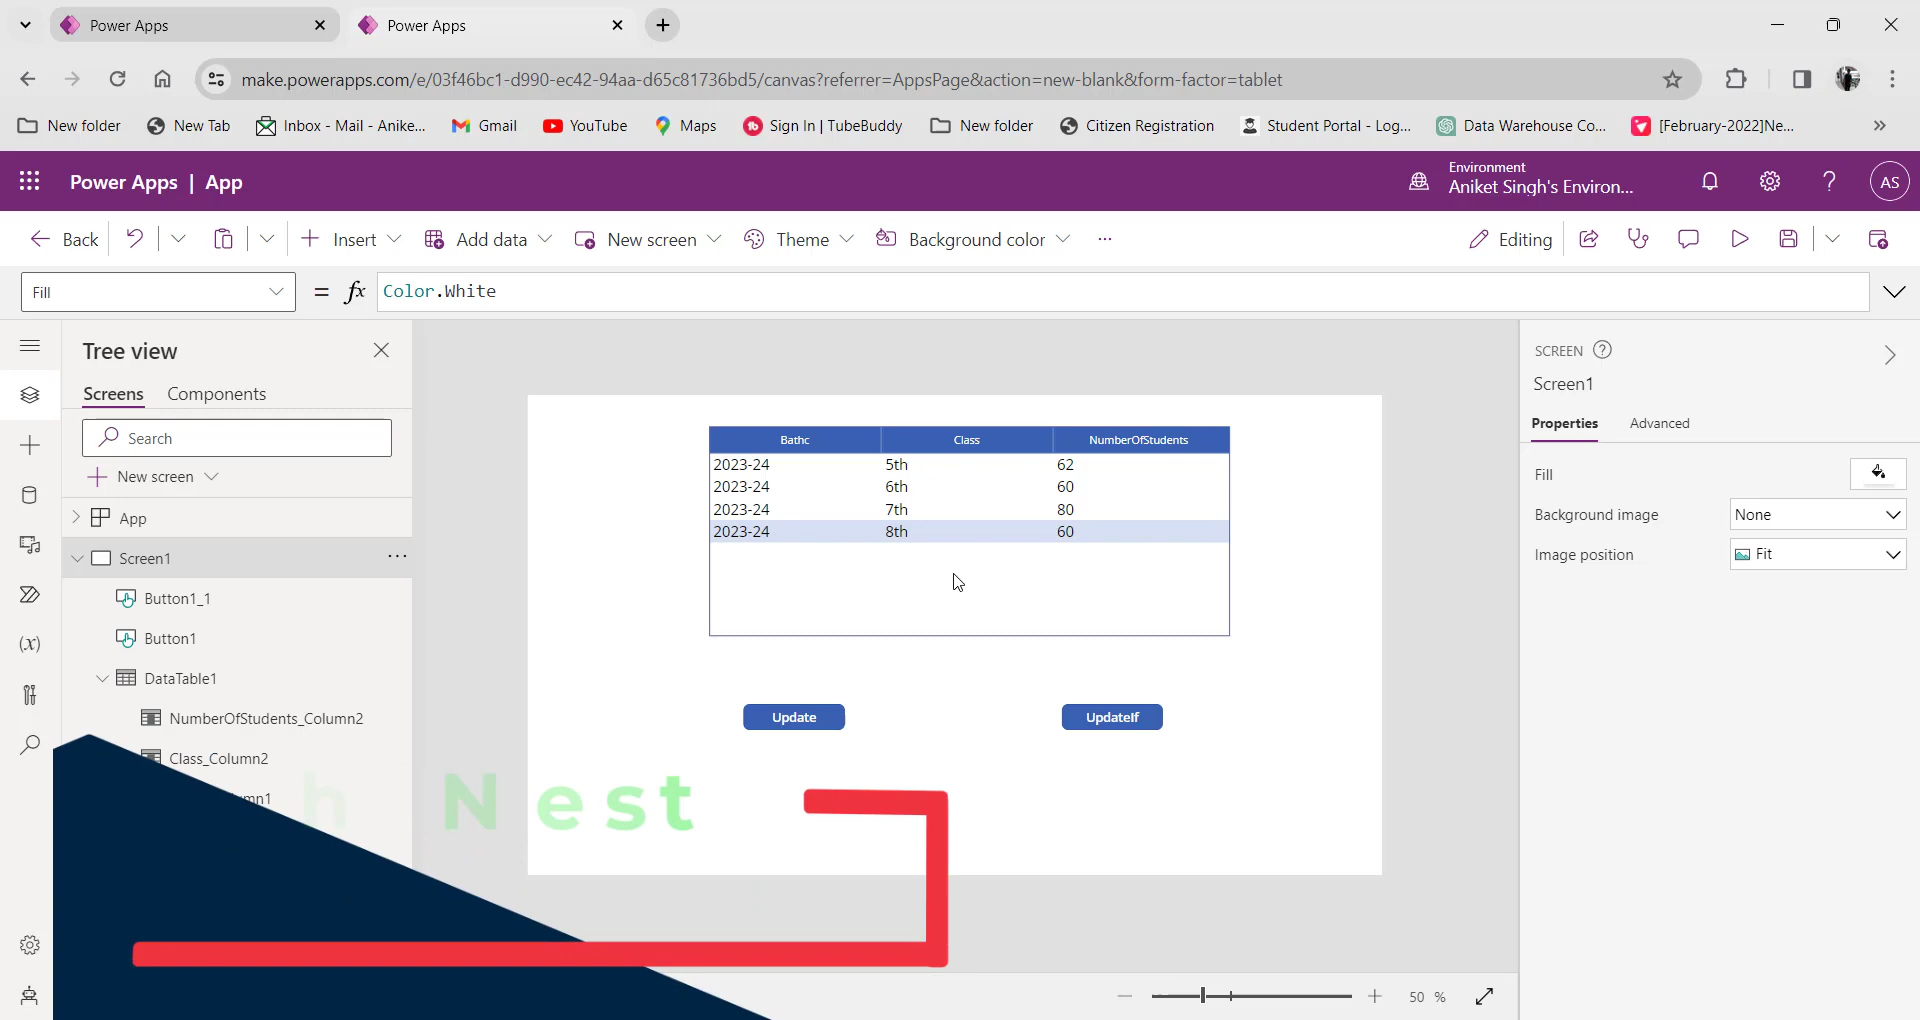 Power Apps
Power Apps
make.powerapps.com/e/03f46bc1-d990-ec42-94aa-d65c81736bd5/canvas?referrer=AppsPage&action=new-blank&form-factor=tablet
New folder
New Tab
Inbox - Mail - Anike...
Gmail
YouTube
Maps
Sign In | TubeBuddy
New folder
Citizen Registration
Student Portal - Log...
Data Warehouse Co...
[February-2022]Ne...
Power Apps | App
Environment
Aniket Singh's Environ...
AS
Back
Insert
Add data
New screen
Theme
Background color
...
Editing
Fill
= fx
Color.White
Tree view
Screens
Components
Search
New screen
App
Screen1
Button1_1
Button1
DataTable1
NumberOfStudents_Column2
Class_Column2
mn1
Bathc Class NumberOfStudents
2023-24 5th 62
2023-24 6th 60
2023-24 7th 80
2023-24 8th 60
Update
UpdateIf
h Nest
SCREEN
Screen1
Properties
Advanced
Fill
Background image
None
Image position
Fit
50 %